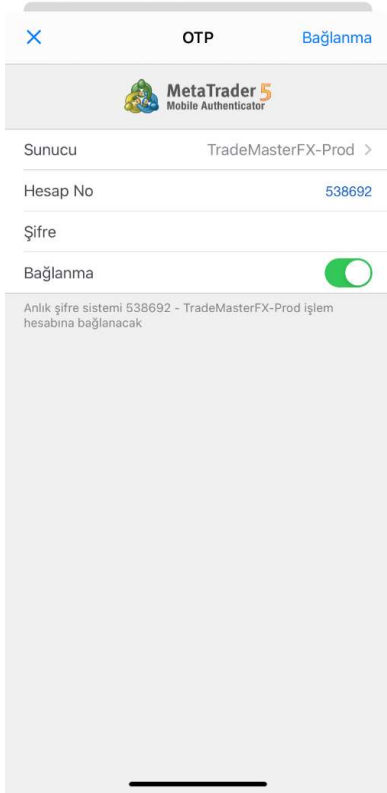 OTP
Bağlanma
MetaTrader 5
Mobile Authenticator
Sunucu TradeMasterFX-Prod
Hesap No 538692
Şifre
Bağlanma
Anlık şifre sistemi 538692 - TradeMasterFX-Prod işlem
hesabına bağlanacak